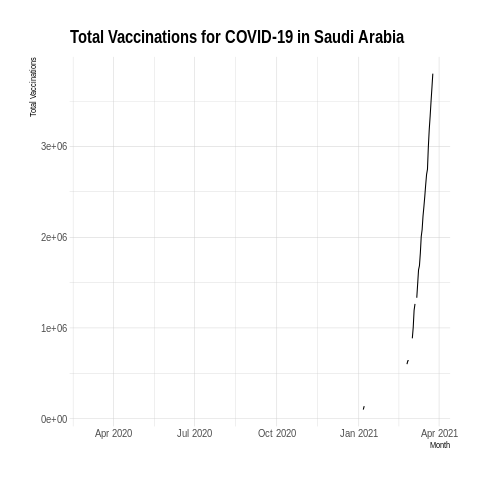 Total Vaccinations for COVID-19 in Saudi Arabia
Total Vaccinations
3e+06
2e+06
1e+06
0e+00
Apr 2020 Jul 2020 Oct 2020 Jan 2021 Apr 2021
Month